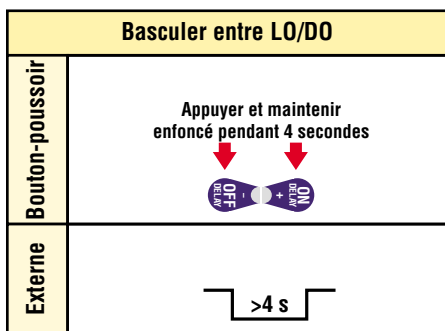 Basculer entre LO/DO
Bouton-poussoir
Appuyer et maintenir
enfoncé pendant 4 secondes
OFF
DELAY
-
+
ON
DELAY
Externe
>4 s